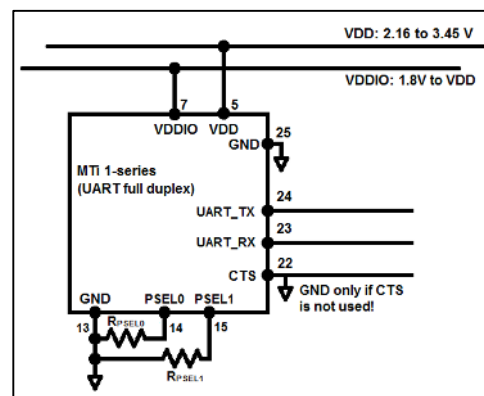 VDD: 2.16 to 3.45 V
VDDIO: 1.8V to VDD
7
5
VDDIO
VDD
25
GND
MTi 1-series
(UART full duplex)
24
UART_TX
23
UART_RX
22
CTS
GND only if CTS
is not used!
GND
PSEL0
PSEL1
13
RPSEL0
14
15
RPSEL1